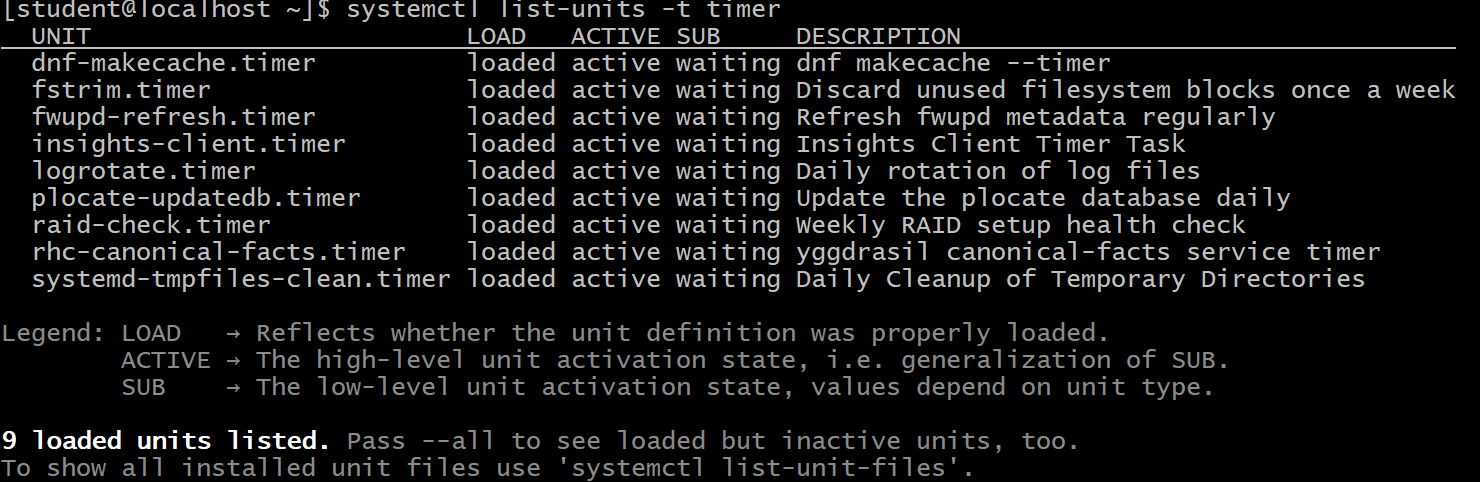 [student@localhost ~]$ systemctl list-units -t timer
UNIT LOAD ACTIVE SUB DESCRIPTION
dnf-makecache.timer loaded active waiting dnf makecache --timer
fstrim.timer loaded active waiting Discard unused filesystem blocks once a week
fwupd-refresh.timer loaded active waiting Refresh fwupd metadata regularly
insights-client.timer loaded active waiting Insights Client Timer Task
logrotate.timer loaded active waiting Daily rotation of log files
plocate-updatedb.timer loaded active waiting Update the plocate database daily
raid-check.timer loaded active waiting Weekly RAID setup health check
rhc-canonical-facts.timer loaded active waiting yggdrasil canonical-facts service timer
systemd-tmpfiles-clean.timer loaded active waiting Daily Cleanup of Temporary Directories
Legend: LOAD → Reflects whether the unit definition was properly loaded.
ACTIVE → The high-level unit activation state, i.e. generalization of SUB.
SUB → The low-level unit activation state, values depend on unit type.
9 loaded units listed. Pass --all to see loaded but inactive units, too.
To show all installed unit files use 'systemctl list-unit-files'.